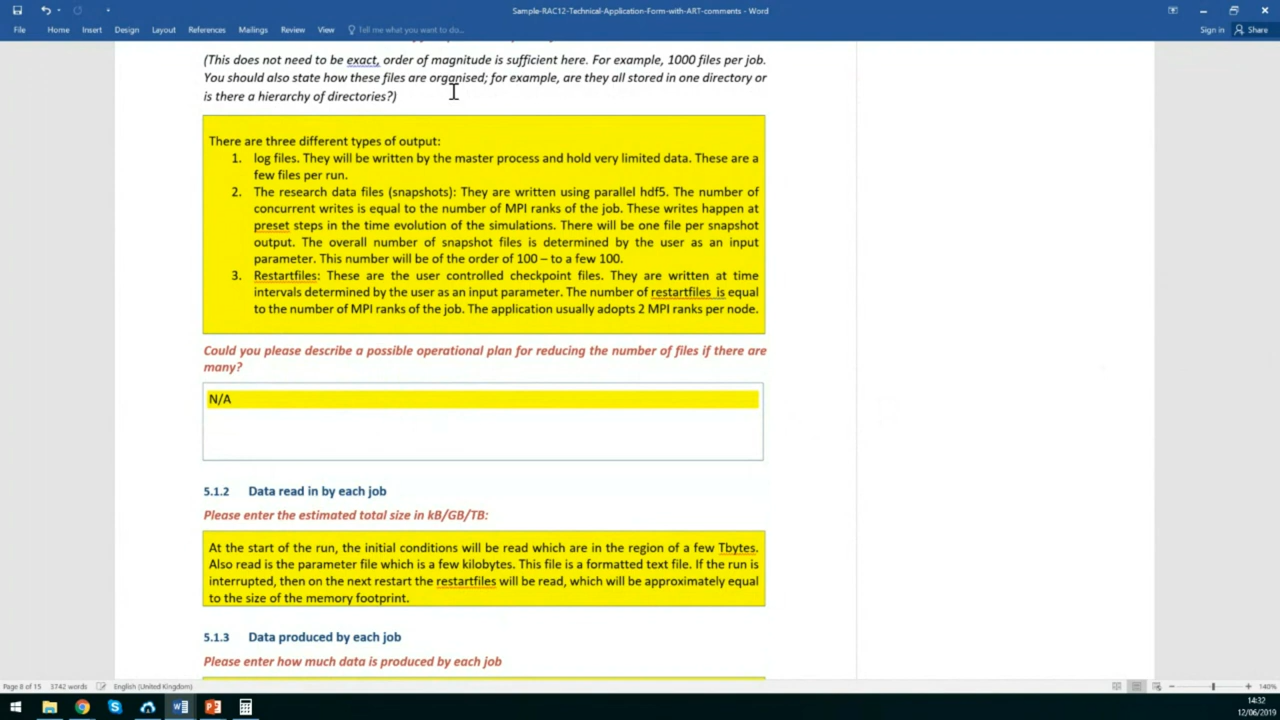 Sample-RAC12-Technical-Application-Form-with-ART-comments - Word
File Home Insert Design Layout References Mailings Review View Tell me what you want to do... Sign in Share
(This does not need to be exact, order of magnitude is sufficient here. For example, 1000 files per job.
You should also state how these files are organised; for example, are they all stored in one directory or
is there a hierarchy of directories?)
There are three different types of output:
1. log files. They will be written by the master process and hold very limited data. These are a
few files per run.
2. The research data files (snapshots): They are written using parallel hdf5. The number of
concurrent writes is equal to the number of MPI ranks of the job. These writes happen at
preset steps in the time evolution of the simulations. There will be one file per snapshot
output. The overall number of snapshot files is determined by the user as an input
parameter. This number will be of the order of 100 – to a few 100.
3. Restartfiles: These are the user controlled checkpoint files. They are written at time
intervals determined by the user as an input parameter. The number of restartfiles is equal
to the number of MPI ranks of the job. The application usually adopts 2 MPI ranks per node.
Could you please describe a possible operational plan for reducing the number of files if there are
many?
N/A
5.1.2 Data read in by each job
Please enter the estimated total size in kB/GB/TB:
At the start of the run, the initial conditions will be read which are in the region of a few Tbytes.
Also read is the parameter file which is a few kilobytes. This file is a formatted text file. If the run is
interrupted, then on the next restart the restartfiles will be read, which will be approximately equal
to the size of the memory footprint.
5.1.3 Data produced by each job
Please enter how much data is produced by each job
Page 8 of 15 3742 words English (United Kingdom) 140%
14:32
12/06/2019